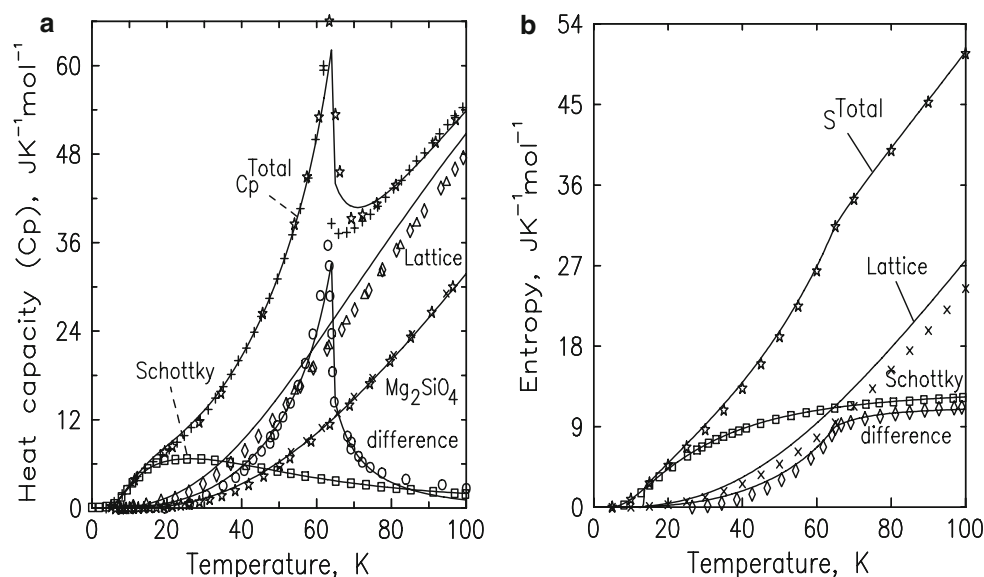 a
Heat capacity (Cp), JK⁻¹mol⁻¹
60
48
36
24
12
0
Cp Total
Lattice
Schottky
Mg₂SiO₄
difference
0 20 40 60 80 100
Temperature, K
b
Entropy, JK⁻¹mol⁻¹
54
45
36
27
18
9
0
S Total
Lattice
Schottky
difference
0 20 40 60 80 100
Temperature, K